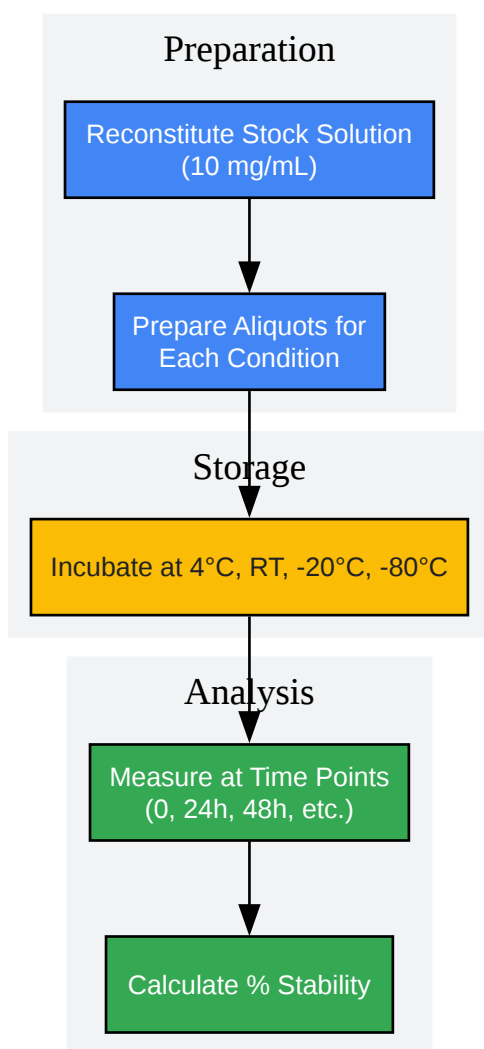 Preparation
Reconstitute Stock Solution
(10 mg/mL)
Prepare Aliquots for
Each Condition
Storage
Incubate at 4°C, RT, -20°C, -80°C
Analysis
Measure at Time Points
(0, 24h, 48h, etc.)
Calculate % Stability